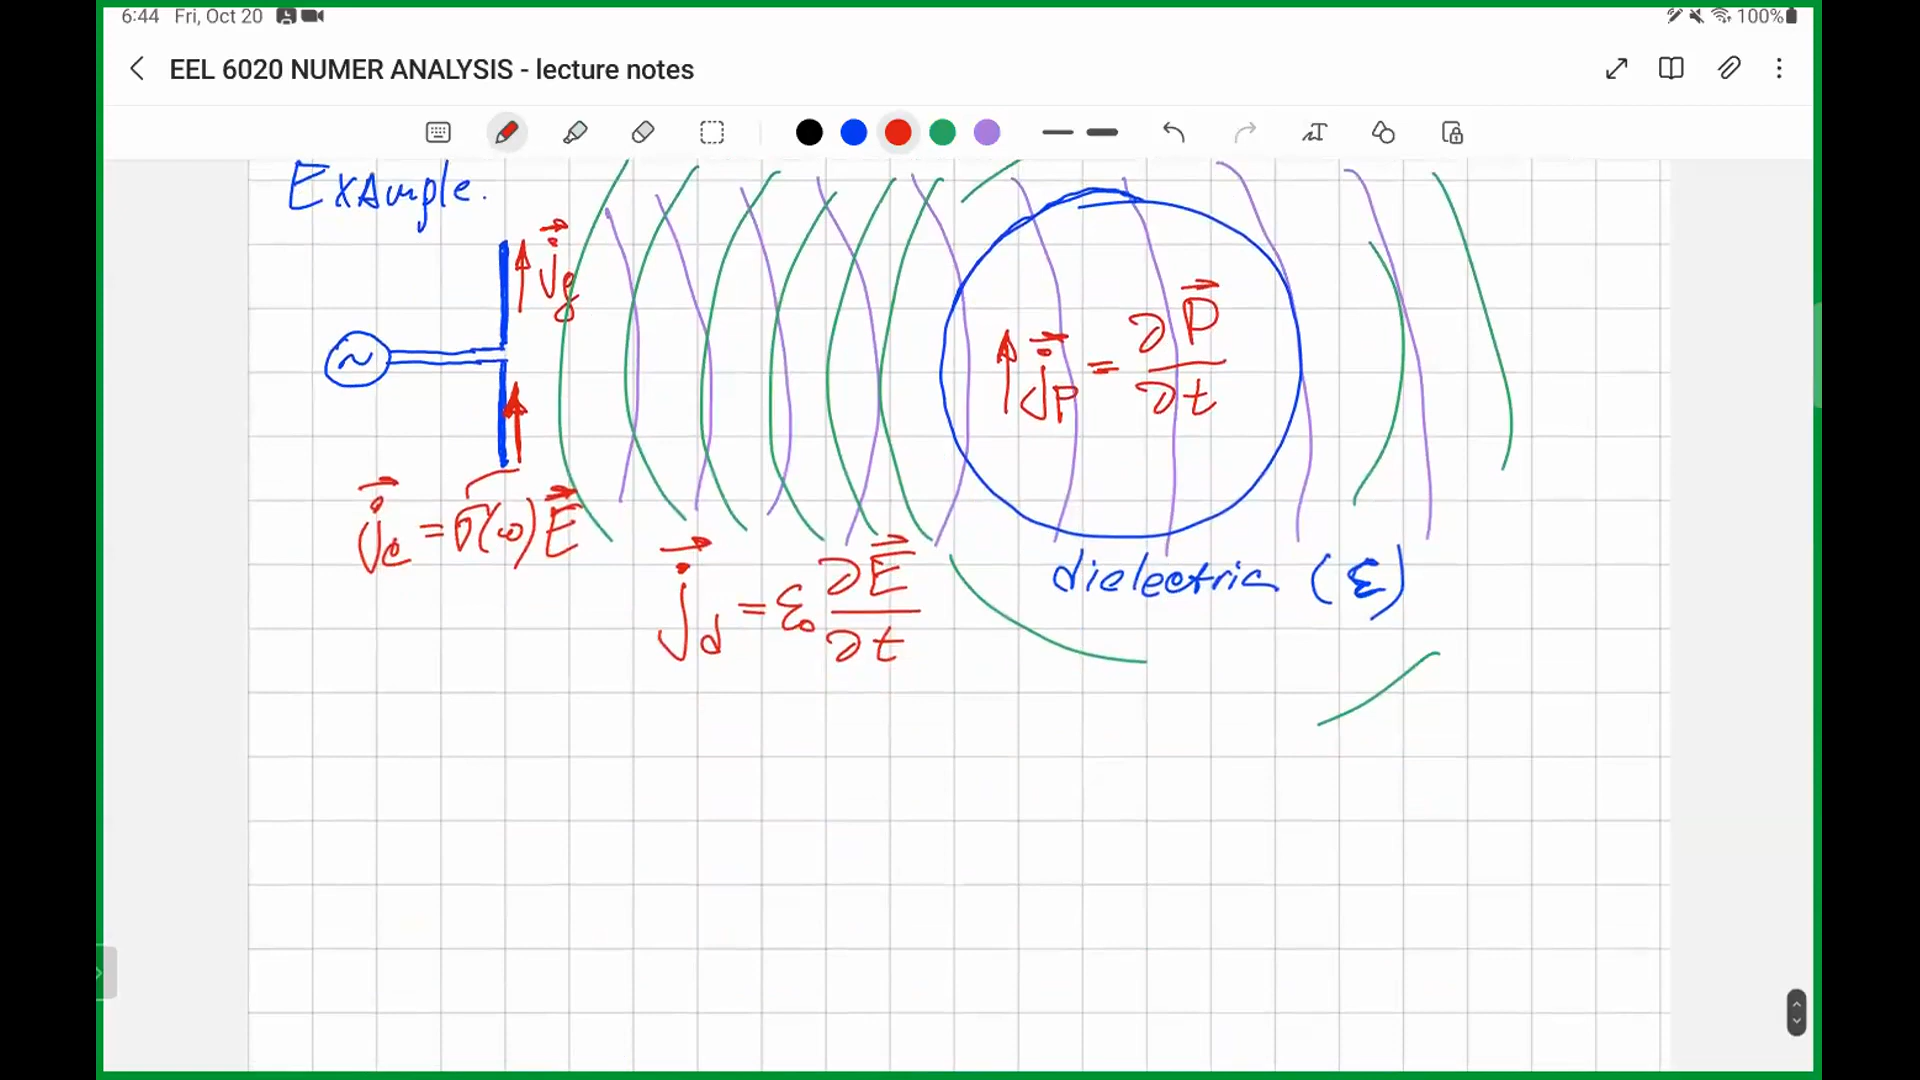 6:44 Fri, Oct 20 100%
EEL 6020 NUMER ANALYSIS - lecture notes
Example.
j⃗g
~
j⃗p = ∂P⃗/∂t
j⃗c = σ(ω)E⃗
j⃗d = ε₀ ∂E⃗/∂t
dielectric (ε)